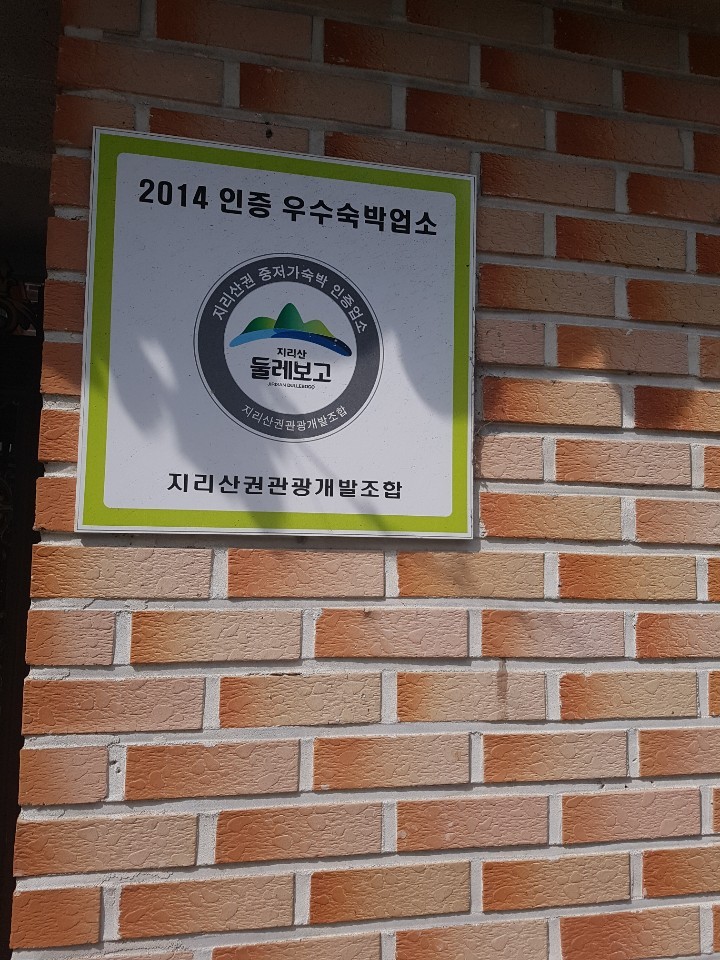 2014 인증 우수숙박업소
지리산권 중저가숙박 인증업소
지리산
둘레보고
지리산권관광개발조합
지리산권관광개발조합